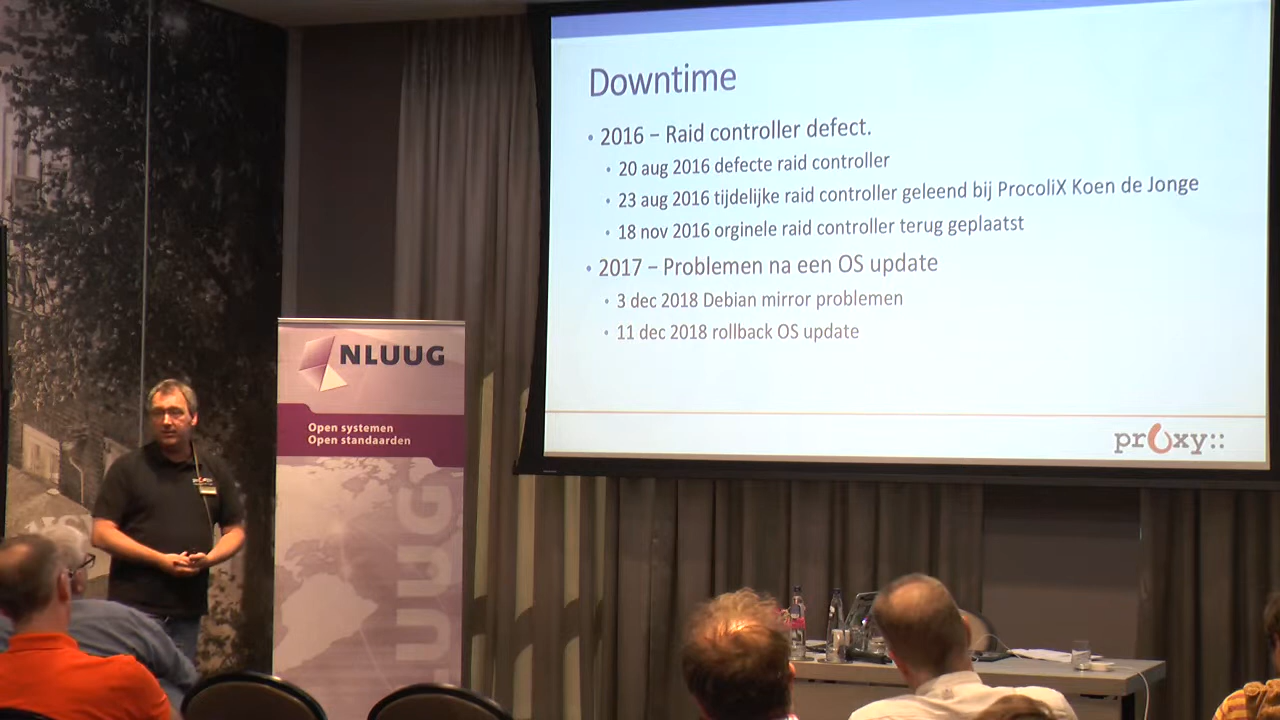 Downtime
• 2016 – Raid controller defect.
• 20 aug 2016 defecte raid controller
• 23 aug 2016 tijdelijke raid controller geleend bij ProcoliX Koen de Jonge
• 18 nov 2016 orginele raid controller terug geplaatst
• 2017 – Problemen na een OS update
• 3 dec 2018 Debian mirror problemen
• 11 dec 2018 rollback OS update
proxy::
NLUUG
Open systemen
Open standaarden
NLUUG